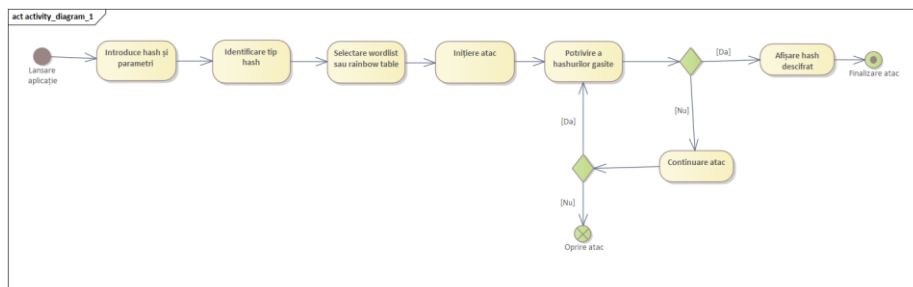 act activity_diagram_1
Lansare
aplicație
Introduce hash și
parametri
Identificare tip
hash
Selectare wordlist
sau rainbow table
Inițiere atac
Potrivire a
hashurilor gasite
[Da]
Afișare hash
descifrat
Finalizare atac
[Nu]
Continuare atac
[Da]
[Nu]
Oprire atac